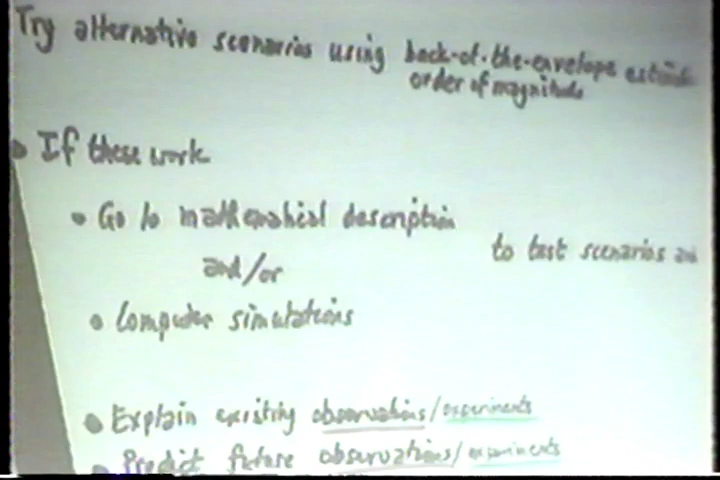 Try alternative scenarios using back-of-the-envelope
order of magnitude
If these work
• Go to mathematical description
and/or
to test scenarios
• Computer simulations
• Explain existing observations/experiments
• Predict future observations/experiments